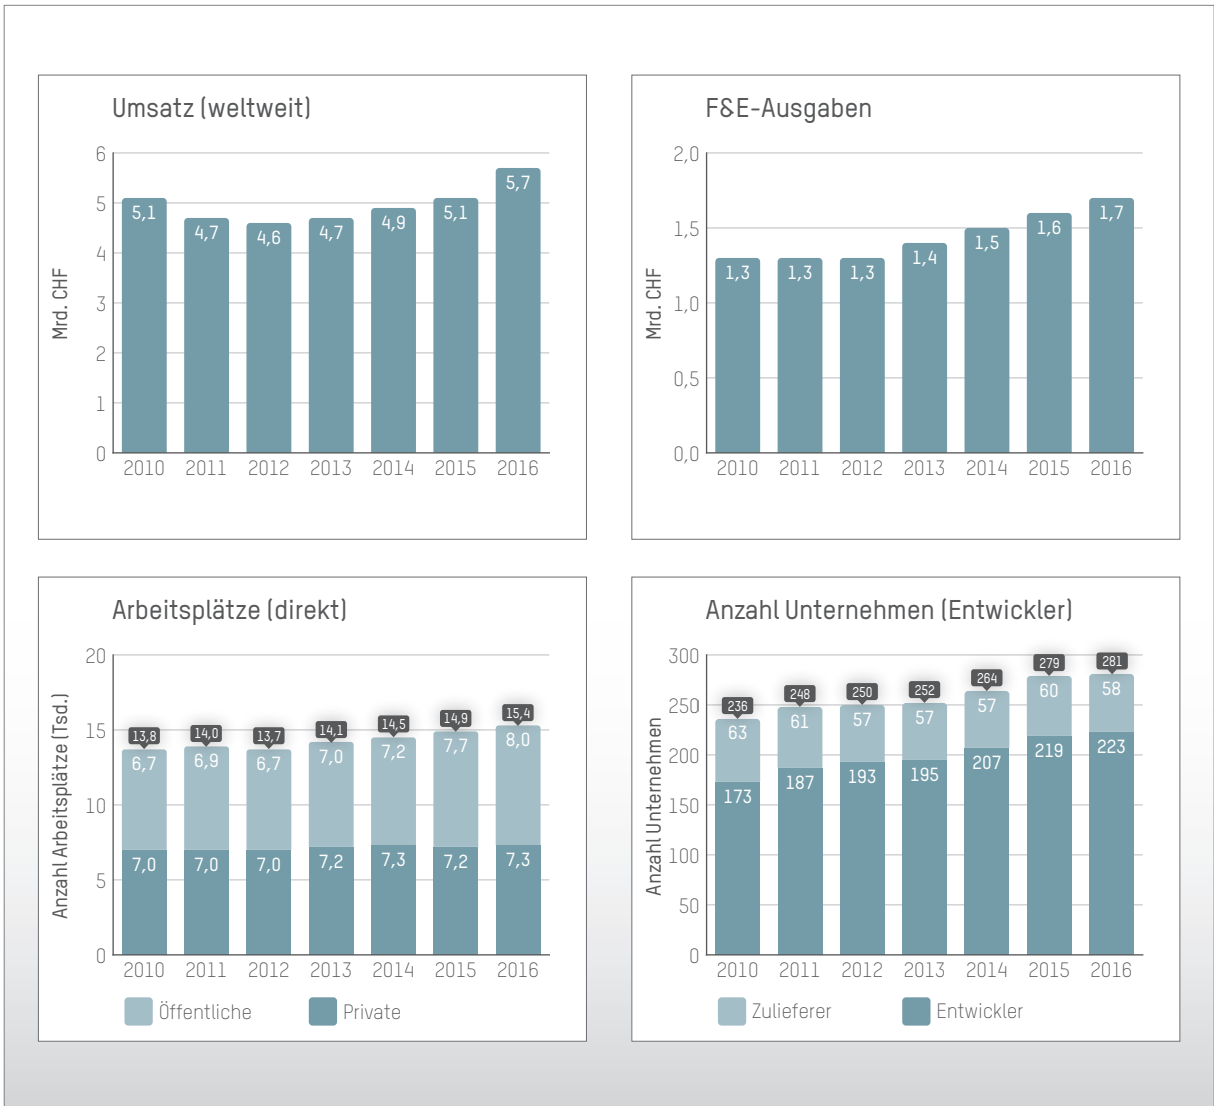 Umsatz (weltweit)
Mrd. CHF
6
5
4
3
2
1
0
5,1
4,7
4,6
4,7
4,9
5,1
5,7
2010 2011 2012 2013 2014 2015 2016
F&E-Ausgaben
Mrd. CHF
2,0
1,5
1,0
0,5
0,0
1,3
1,3
1,3
1,4
1,5
1,6
1,7
2010 2011 2012 2013 2014 2015 2016
Arbeitsplätze (direkt)
Anzahl Arbeitsplätze (Tsd.)
20
15
10
5
0
13,8 14,0 13,7 14,1 14,5 14,9 15,4
6,7 6,9 6,7 7,0 7,2 7,7 8,0
7,0 7,0 7,0 7,2 7,3 7,2 7,3
2010 2011 2012 2013 2014 2015 2016
Öffentliche Private
Anzahl Unternehmen (Entwickler)
Anzahl Unternehmen
300
250
200
150
100
50
0
236 248 250 252 264 279 281
63 61 57 57 57 60 58
173 187 193 195 207 219 223
2010 2011 2012 2013 2014 2015 2016
Zulieferer Entwickler